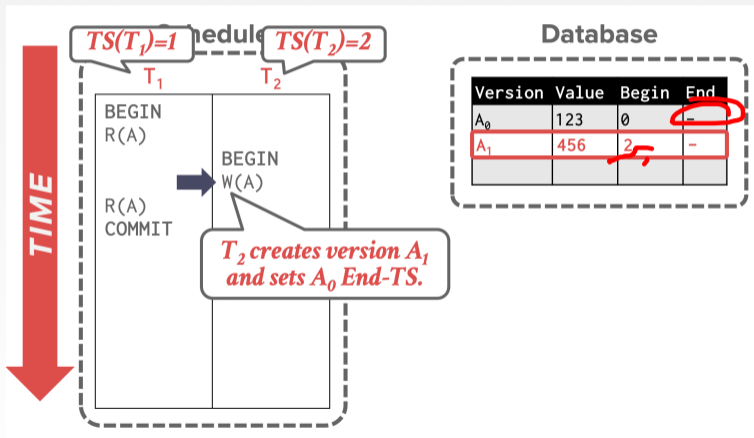 Schedule
TS(T1)=1
TS(T2)=2
Database
T1
T2
TIME
BEGIN
R(A)
BEGIN
W(A)
R(A)
COMMIT
T2 creates version A1
and sets A0 End-TS.
Version Value Begin End
A0 123 0 -
A1 456 2 -